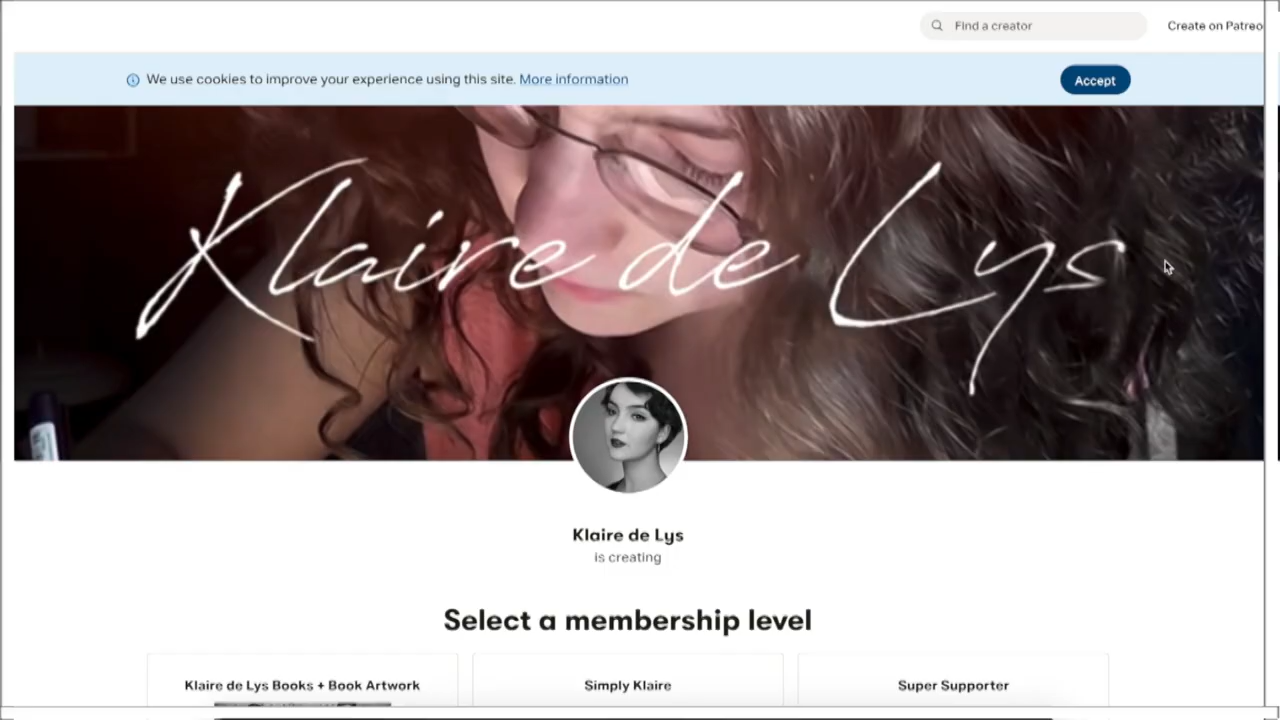 Find a creator
Create on Patreo
We use cookies to improve your experience using this site. More information
Accept
Klaire de Lys
Klaire de Lys
is creating
Select a membership level
Klaire de Lys Books + Book Artwork
Simply Klaire
Super Supporter